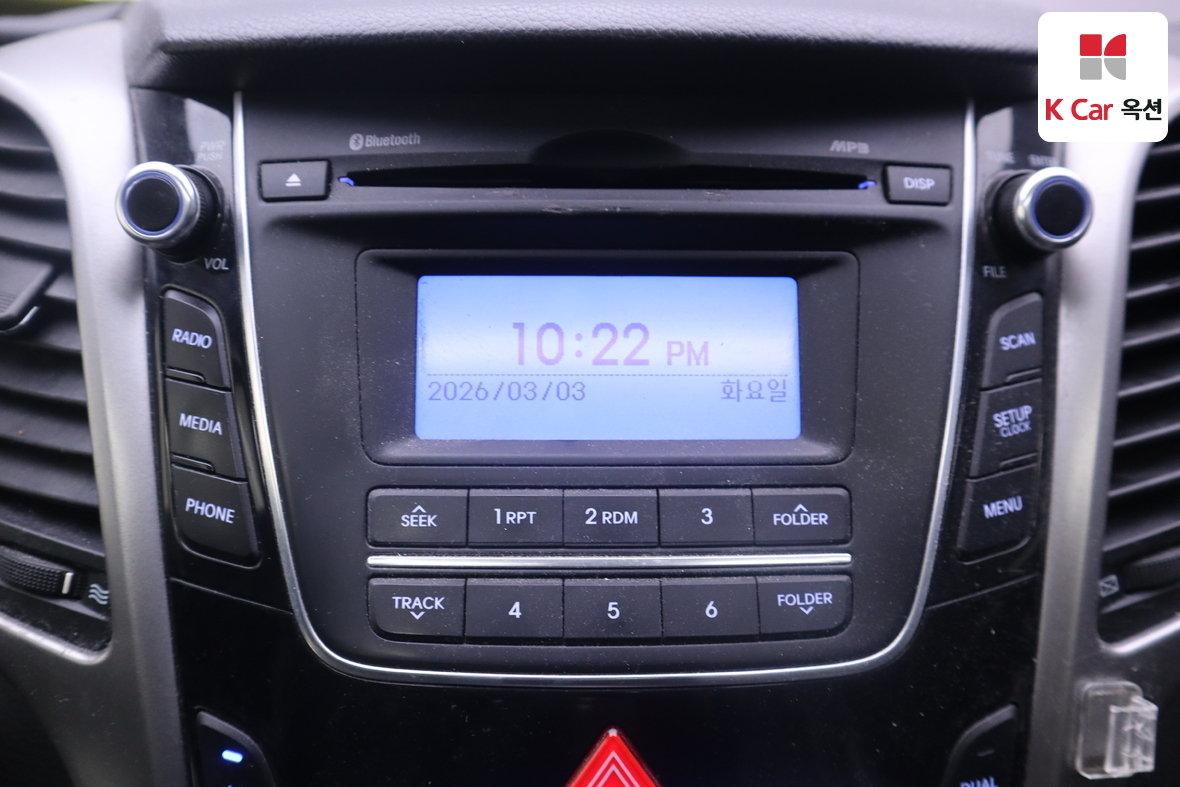 K Car 옥션
PWR
PUSH
Bluetooth
MP3
DISP
VOL
FILE
RADIO
SCAN
10:22 PM
2026/03/03 화요일
MEDIA
SETUP
CLOCK
PHONE
MENU
SEEK
1 RPT
2 RDM
3
FOLDER
TRACK
4
5
6
FOLDER
DUAL